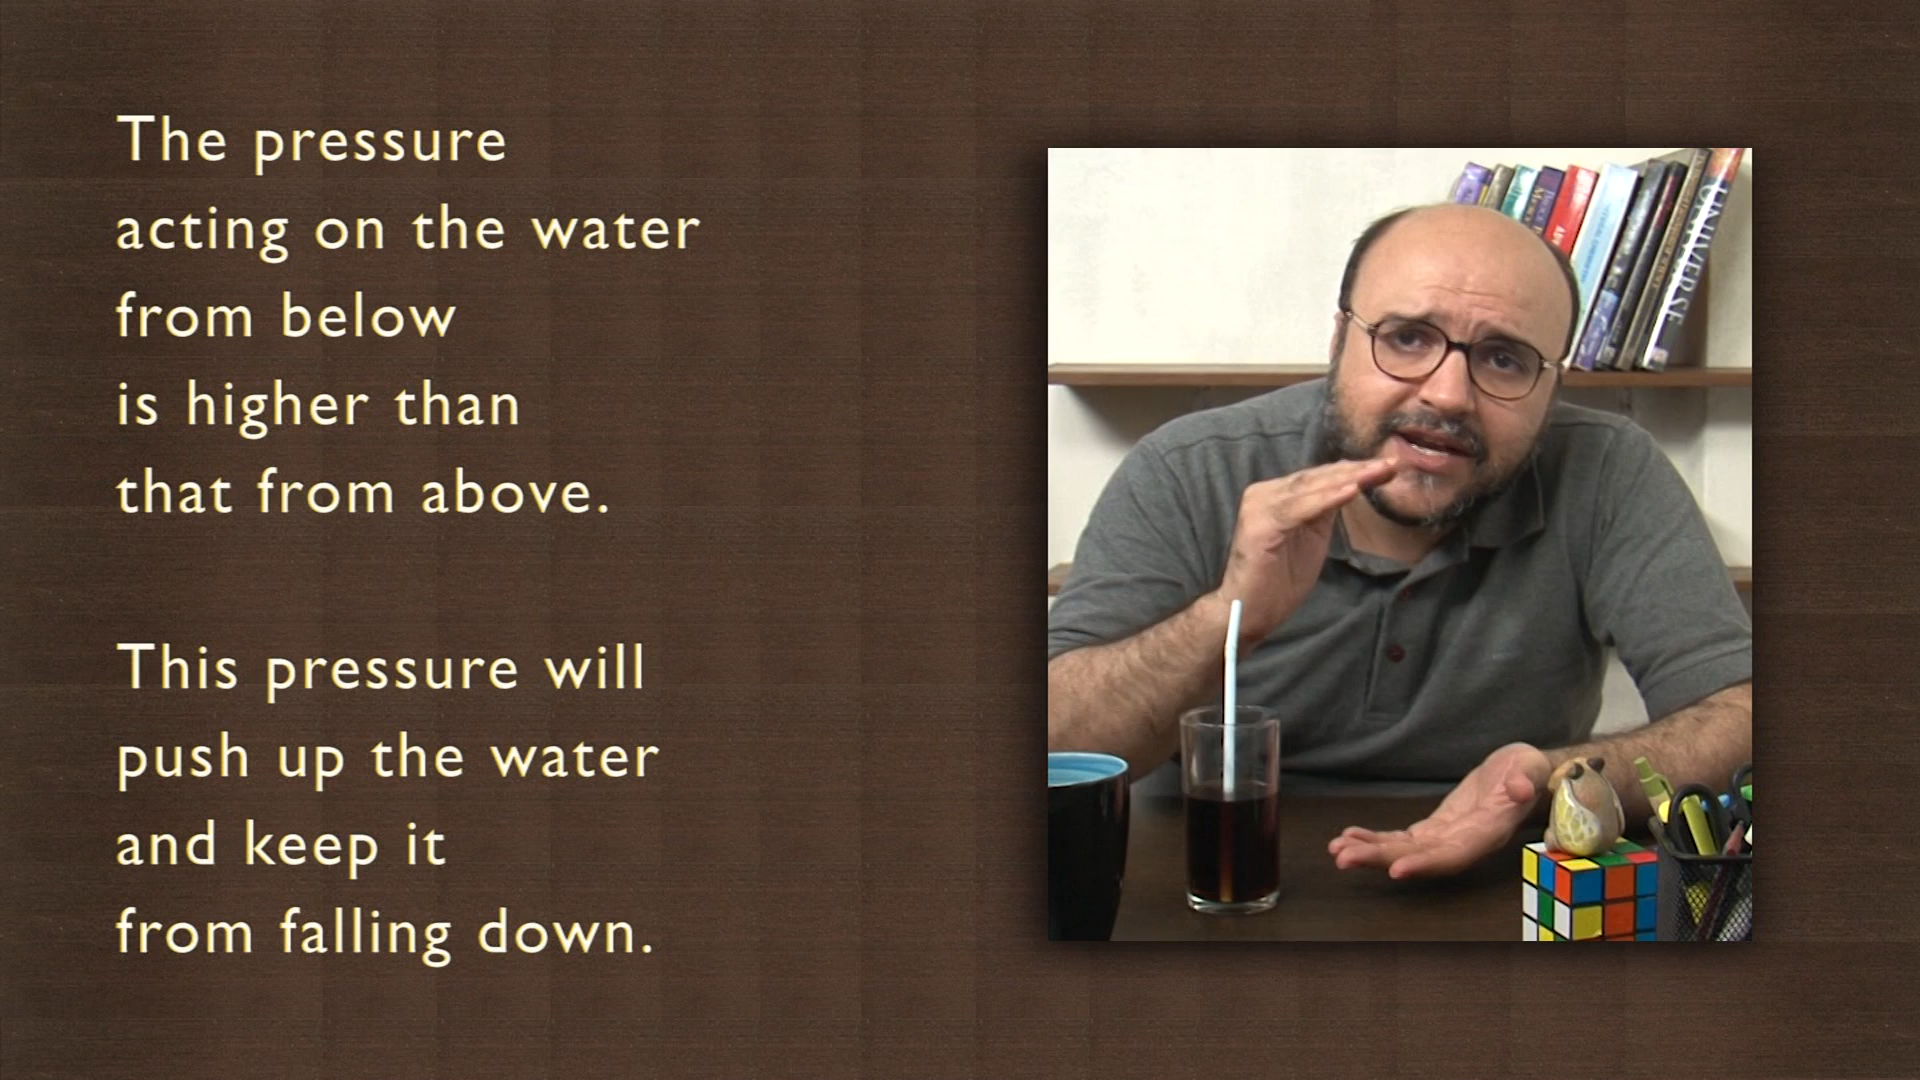 The pressure
acting on the water
from below
is higher than
that from above.
This pressure will
push up the water
and keep it
from falling down.
UNIVERSE